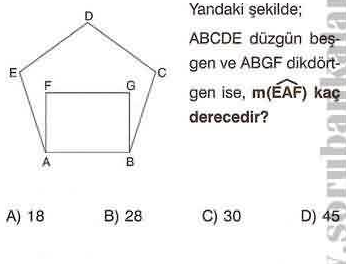 Yandaki şekilde;
ABCDE düzgün beş-
gen ve ABGF dikdört-
gen ise, m(EAF) kaç
derecedir?
D
E
C
F
G
A
B
A) 18 B) 28 C) 30 D) 45